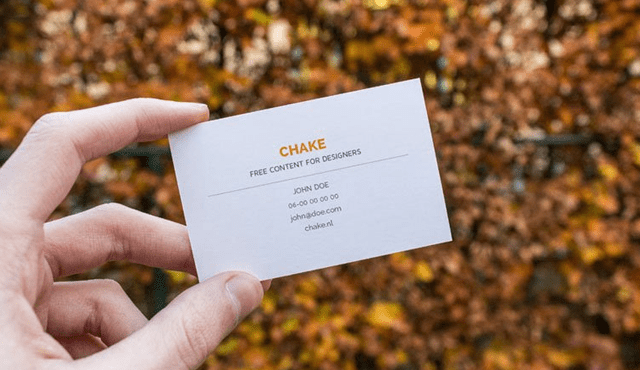 CHAKE
FREE CONTENT FOR DESIGNERS
JOHN DOE
06-00 00 00 00
john@doe.com
chake.nl